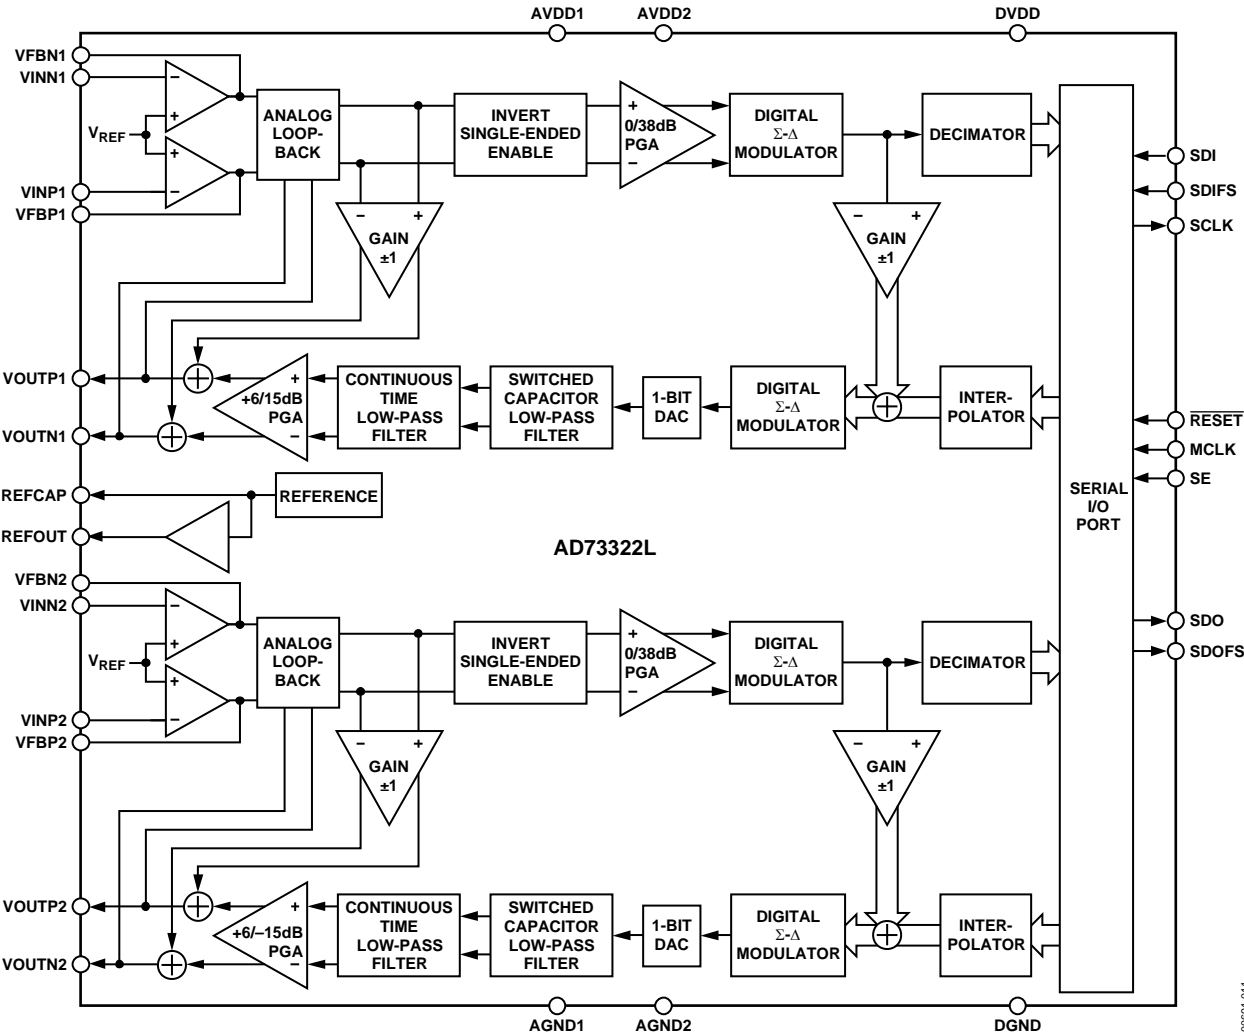 AVDD1 AVDD2 DVDD
VFBN1
VINN1
VREF
VINP1
VFBP1
− + + −
ANALOG
LOOP-
BACK
INVERT
SINGLE-ENDED
ENABLE
+
0/38dB
PGA
−
DIGITAL
Σ-Δ
MODULATOR
DECIMATOR
SDI
SDIFS
SCLK
− +
GAIN
±1
− +
GAIN
±1
VOUTP1
VOUTN1
+
+6/15dB
PGA
−
CONTINUOUS
TIME
LOW-PASS
FILTER
SWITCHED
CAPACITOR
LOW-PASS
FILTER
1-BIT
DAC
DIGITAL
Σ-Δ
MODULATOR
INTER-
POLATOR
RESET
MCLK
SE
SERIAL
I/O
PORT
REFCAP
REFOUT
REFERENCE
AD73322L
VFBN2
VINN2
VREF
VINP2
VFBP2
− + + −
ANALOG
LOOP-
BACK
INVERT
SINGLE-ENDED
ENABLE
+
0/38dB
PGA
−
DIGITAL
Σ-Δ
MODULATOR
DECIMATOR
SDO
SDOFS
− +
GAIN
±1
− +
GAIN
±1
VOUTP2
VOUTN2
+
+6/–15dB
PGA
−
CONTINUOUS
TIME
LOW-PASS
FILTER
SWITCHED
CAPACITOR
LOW-PASS
FILTER
1-BIT
DAC
DIGITAL
Σ-Δ
MODULATOR
INTER-
POLATOR
AGND1 AGND2 DGND